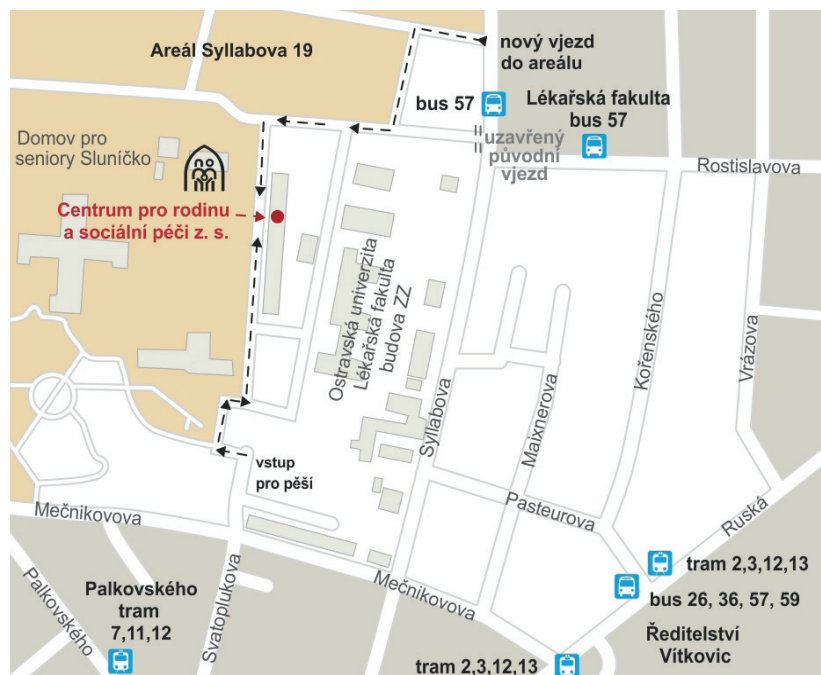 Areál Syllabova 19
nový vjezd
do areálu
bus 57
Lékařská fakulta
bus 57
Domov pro
seniory Sluníčko
uzavřený
původní
vjezd
Rostislavova
Centrum pro rodinu
a sociální péči z. s.
Ostravská univerzita
Lékařská fakulta
budova ZZ
Kořenského
Vrázova
Syllabova
Maixnerova
vstup
pro pěší
Mečnikovova
Pasteurova
Ruská
Palkovského
Palkovského
tram
7,11,12
Svatoplukova
Mečnikovova
tram 2,3,12,13
bus 26, 36, 57, 59
Ředitelství
Vítkovic
tram 2,3,12,13